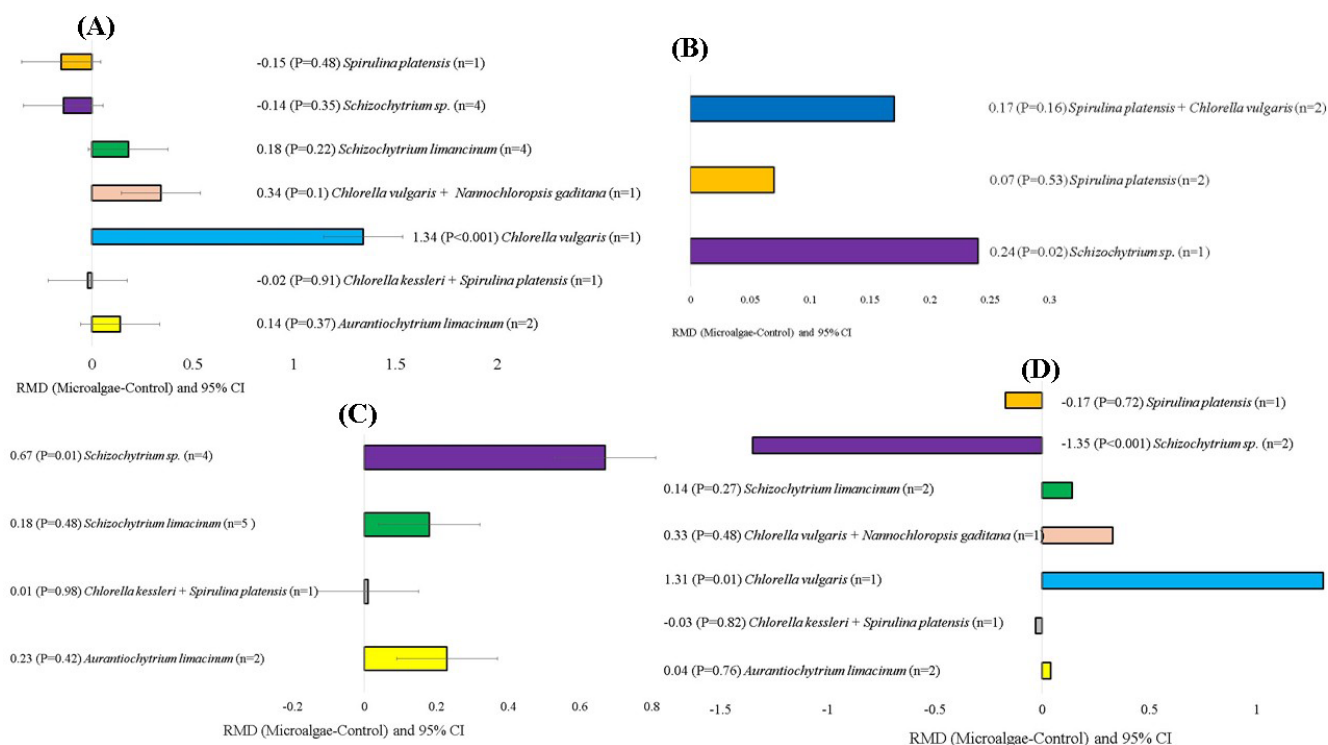 (A)
-0.15 (P=0.48) Spirulina platensis (n=1)
-0.14 (P=0.35) Schizochytrium sp. (n=4)
0.18 (P=0.22) Schizochytrium limancinum (n=4)
0.34 (P=0.1) Chlorella vulgaris + Nannochloropsis gaditana (n=1)
1.34 (P<0.001) Chlorella vulgaris (n=1)
-0.02 (P=0.91) Chlorella kessleri + Spirulina platensis (n=1)
0.14 (P=0.37) Aurantiochytrium limacinum (n=2)
0 0.5 1 1.5 2
RMD (Microalgae-Control) and 95% CI
(B)
0.17 (P=0.16) Spirulina platensis + Chlorella vulgaris (n=2)
0.07 (P=0.53) Spirulina platensis (n=2)
0.24 (P=0.02) Schizochytrium sp. (n=1)
0 0.05 0.1 0.15 0.2 0.25 0.3
RMD (Microalgae-Control) and 95% CI
(C)
0.67 (P=0.01) Schizochytrium sp. (n=4)
0.18 (P=0.48) Schizochytrium limacinum (n=5 )
0.01 (P=0.98) Chlorella kessleri + Spirulina platensis (n=1)
0.23 (P=0.42) Aurantiochytrium limacinum (n=2)
-0.2 0 0.2 0.4 0.6 0.8
RMD (Microalgae-Control) and 95% CI
(D)
-0.17 (P=0.72) Spirulina platensis (n=1)
-1.35 (P<0.001) Schizochytrium sp. (n=2)
0.14 (P=0.27) Schizochytrium limancinum (n=2)
0.33 (P=0.48) Chlorella vulgaris + Nannochloropsis gaditana (n=1)
1.31 (P=0.01) Chlorella vulgaris (n=1)
-0.03 (P=0.82) Chlorella kessleri + Spirulina platensis (n=1)
0.04 (P=0.76) Aurantiochytrium limacinum (n=2)
-1.5 -1 -0.5 0 0.5 1
RMD (Microalgae-Control) and 95% CI